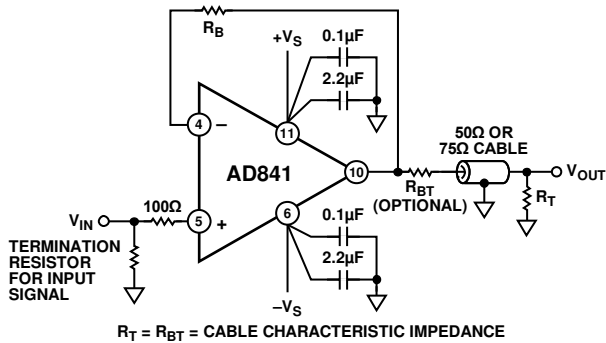 R_B
+V_S
0.1µF
2.2µF
4
–
11
AD841
10
50Ω OR
75Ω CABLE
V_OUT
R_BT
(OPTIONAL)
R_T
V_IN
100Ω
5
+
6
0.1µF
2.2µF
TERMINATION
RESISTOR
FOR INPUT
SIGNAL
–V_S
R_T = R_BT = CABLE CHARACTERISTIC IMPEDANCE